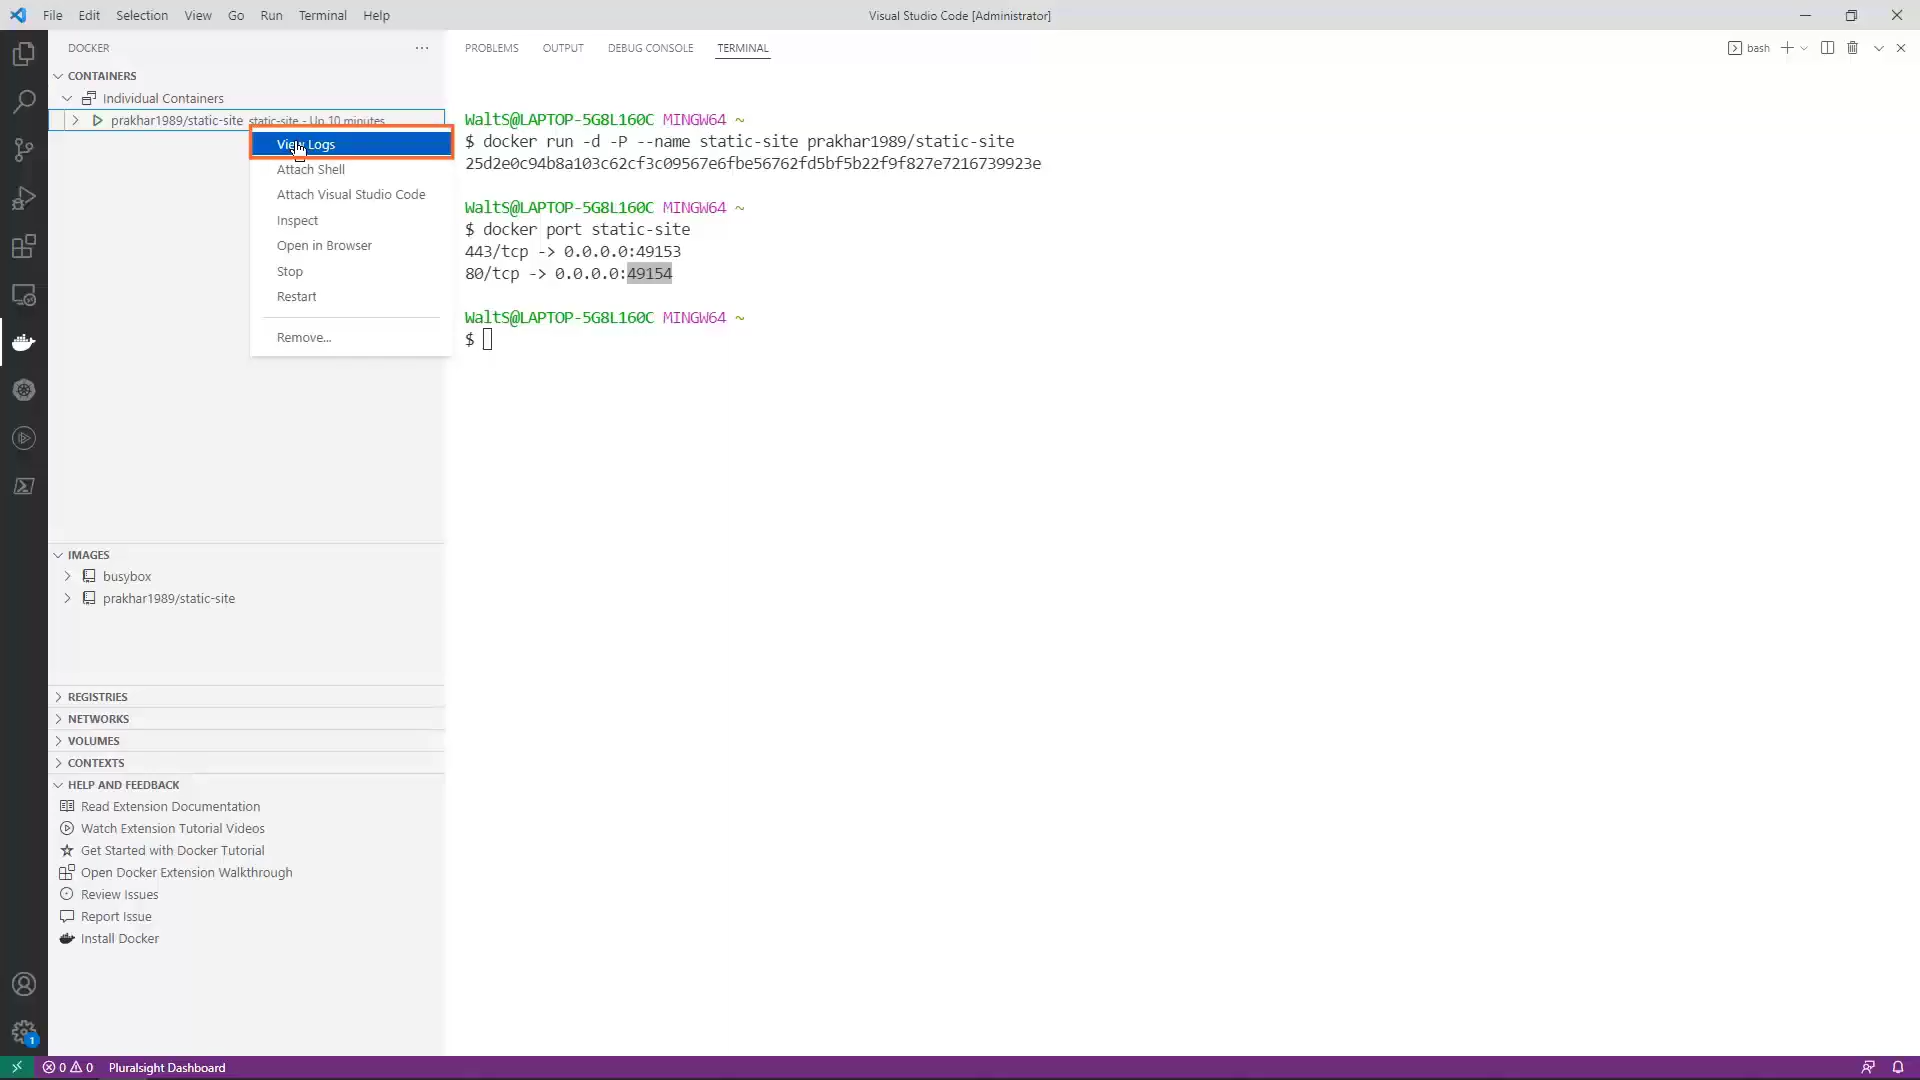 File Edit Selection View Go Run Terminal Help
Visual Studio Code [Administrator]
DOCKER
CONTAINERS
Individual Containers
prakhar1989/static-site static-site - Up 10 minutes
View Logs
Attach Shell
Attach Visual Studio Code
Inspect
Open in Browser
Stop
Restart
Remove...
IMAGES
busybox
prakhar1989/static-site
REGISTRIES
NETWORKS
VOLUMES
CONTEXTS
HELP AND FEEDBACK
Read Extension Documentation
Watch Extension Tutorial Videos
Get Started with Docker Tutorial
Open Docker Extension Walkthrough
Review Issues
Report Issue
Install Docker
PROBLEMS OUTPUT DEBUG CONSOLE TERMINAL
bash
WaltS@LAPTOP-5G8L160C MINGW64 ~
$ docker run -d -P --name static-site prakhar1989/static-site
25d2e0c94b8a103c62cf3c09567e6fbe56762fd5bf5b22f9f827e7216739923e
WaltS@LAPTOP-5G8L160C MINGW64 ~
$ docker port static-site
443/tcp -> 0.0.0.0:49153
80/tcp -> 0.0.0.0:49154
WaltS@LAPTOP-5G8L160C MINGW64 ~
$
1
0 0 Pluralsight Dashboard